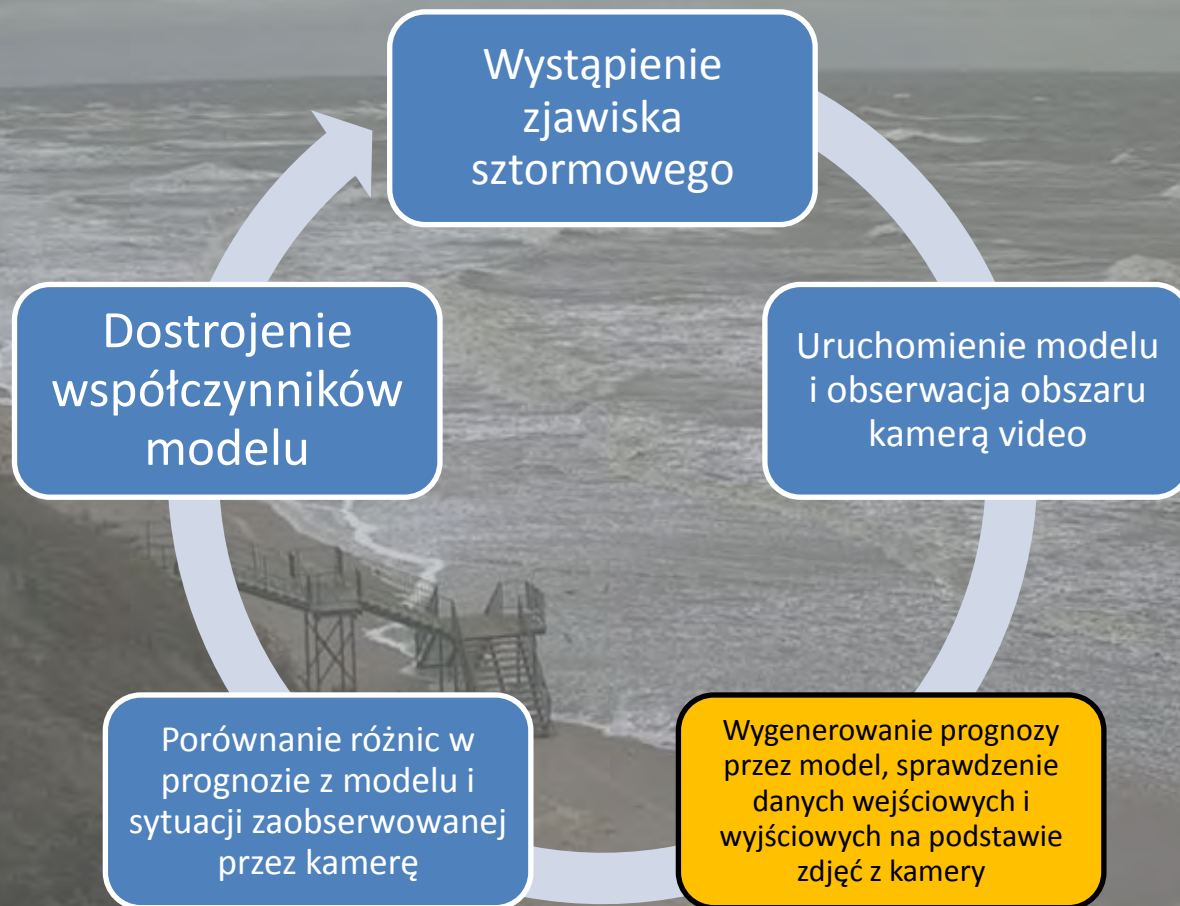 Wystąpienie
zjawiska
sztormowego
Uruchomienie modelu
i obserwacja obszaru
kamerą video
Wygenerowanie prognozy
przez model, sprawdzenie
danych wejściowych i
wyjściowych na podstawie
zdjęć z kamery
Porównanie różnic w
prognozie z modelu i
sytuacji zaobserwowanej
przez kamerę
Dostrojenie
współczynników
modelu